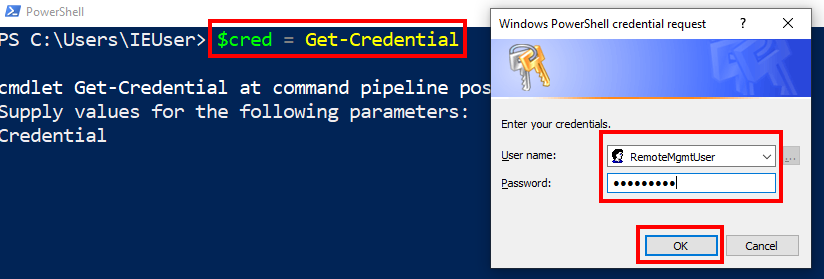 PowerShell
PS C:\Users\IEUser> $cred = Get-Credential
cmdlet Get-Credential at command pipeline pos
Supply values for the following parameters:
Credential
Windows PowerShell credential request
Enter your credentials.
User name:
RemoteMgmtUser
...
Password:
●●●●●●●●●
OK
Cancel